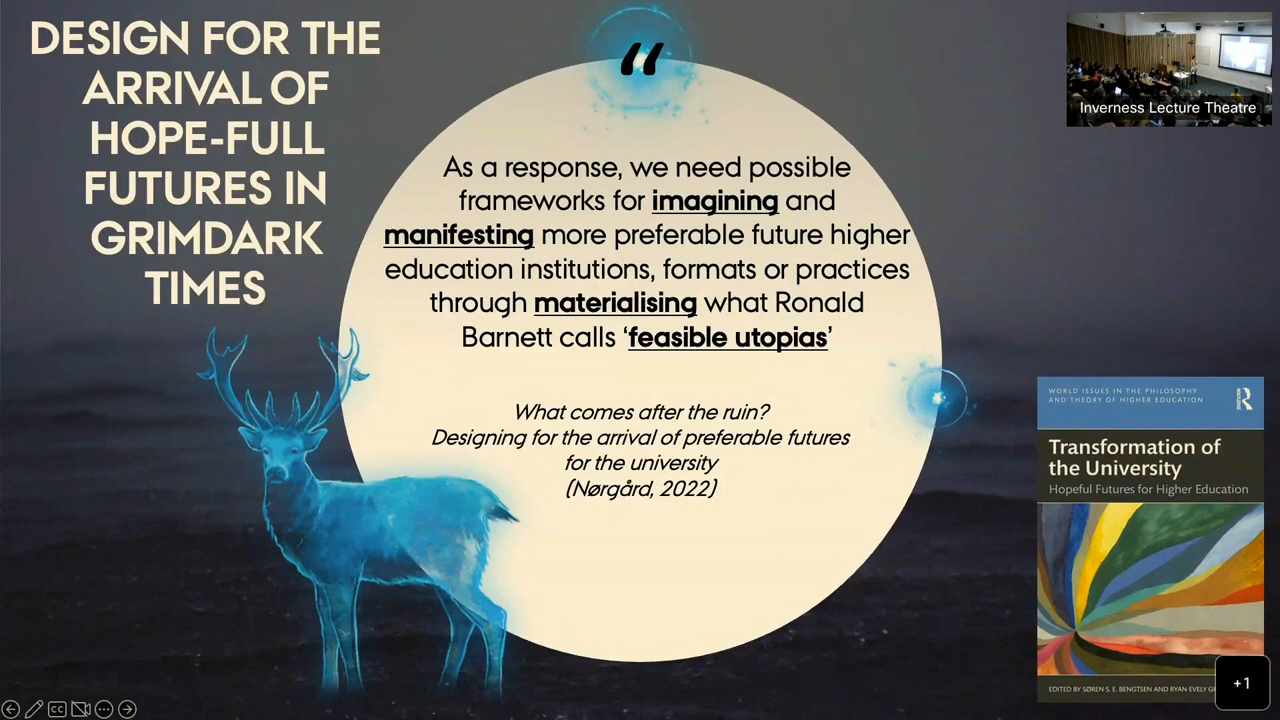 DESIGN FOR THE
ARRIVAL OF
HOPE-FULL
FUTURES IN
GRIMDARK
TIMES
“
As a response, we need possible
frameworks for imagining and
manifesting more preferable future higher
education institutions, formats or practices
through materialising what Ronald
Barnett calls ‘feasible utopias’
What comes after the ruin?
Designing for the arrival of preferable futures
for the university
(Nørgård, 2022)
Inverness Lecture Theatre
WORLD ISSUES IN THE PHILOSOPHY
AND THEORY OF HIGHER EDUCATION
R
Transformation of
the University
Hopeful Futures for Higher Education
EDITED BY SØREN S. E. BENGTSEN AND RYAN EVELY
+1
CC